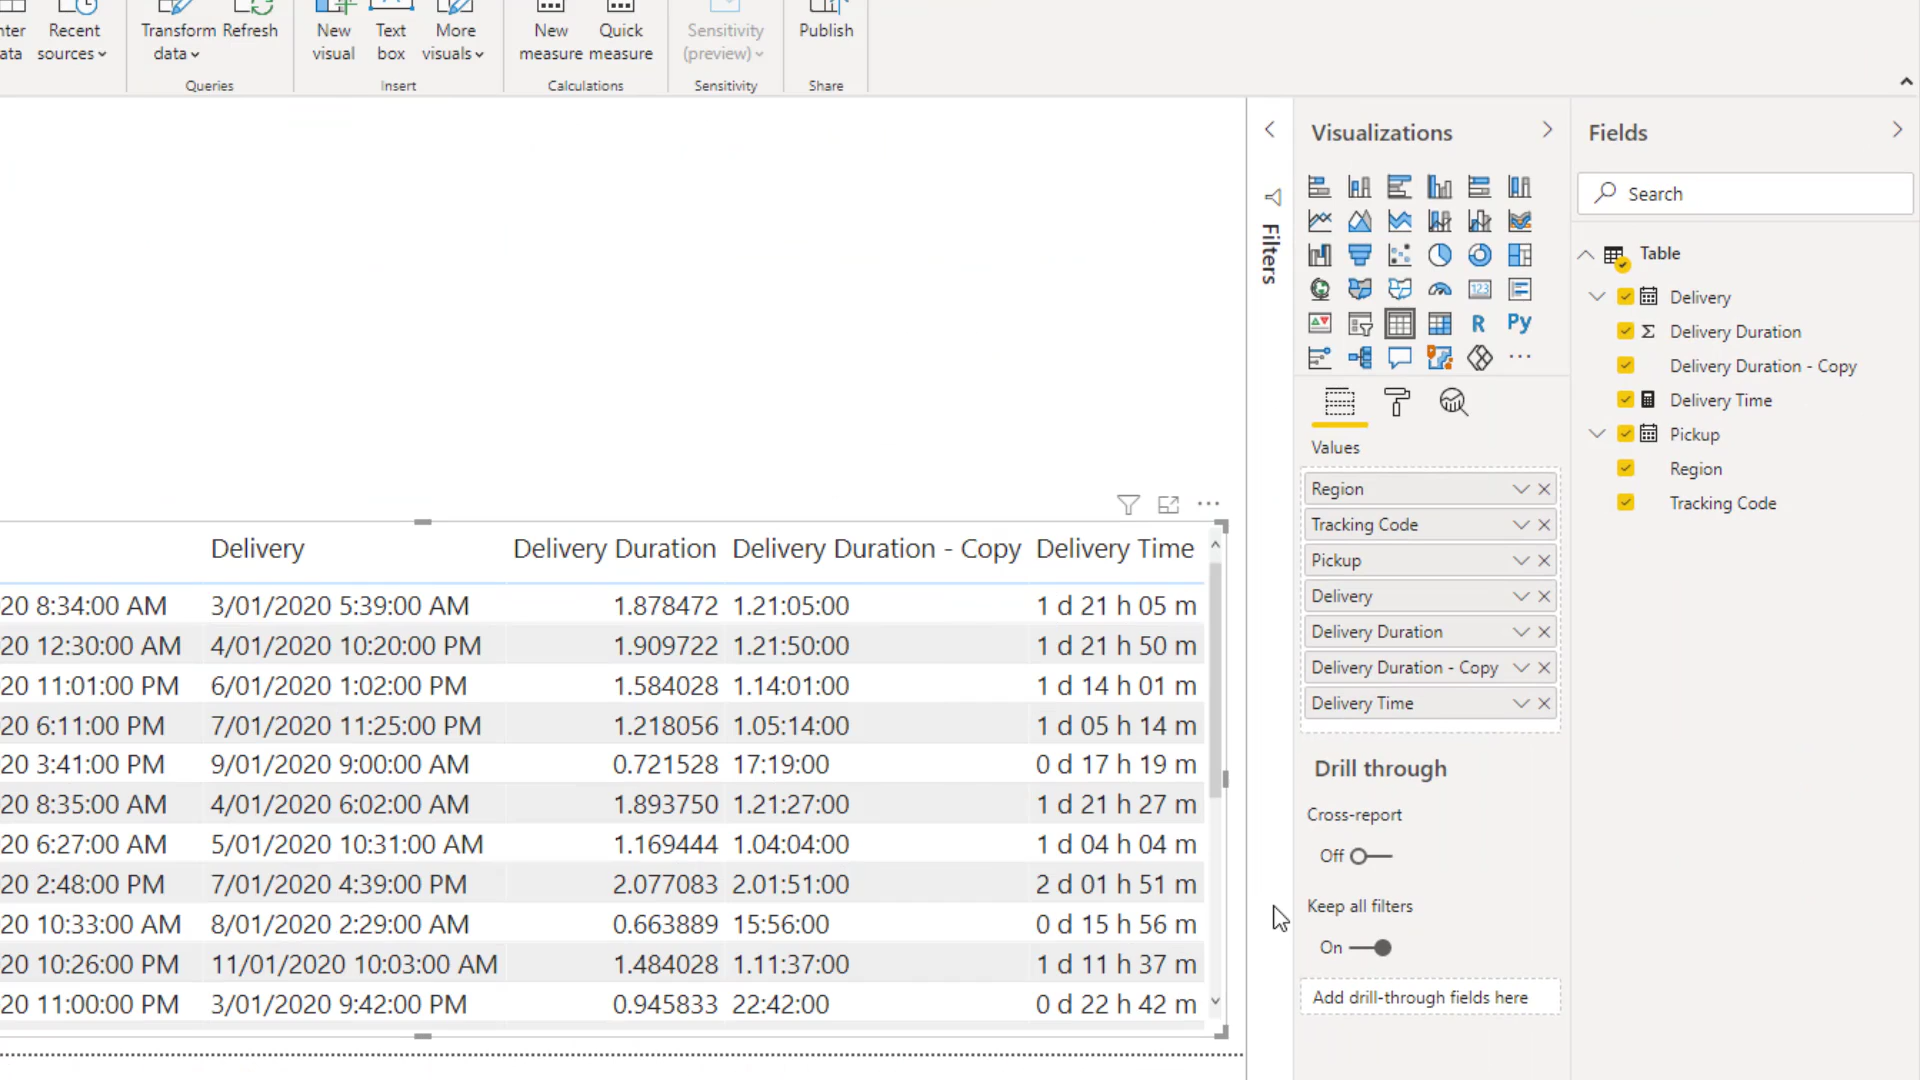 nter Recent Transform Refresh New Text More New Quick Sensitivity Publish
ata sources data visual box visuals measure measure (preview)
Queries Insert Calculations Sensitivity Share
Visualizations Fields
Search
Filters
Table
Delivery
Delivery Duration
R Py
123
Delivery Duration - Copy
Delivery Time
Values
Pickup
Region
Region
Tracking Code
Tracking Code
Pickup
Delivery
Delivery Duration
Delivery Duration - Copy
Delivery Time
Drill through
Cross-report
Off
Keep all filters
On
Add drill-through fields here
Delivery Delivery Duration Delivery Duration - Copy Delivery Time
20 8:34:00 AM 3/01/2020 5:39:00 AM 1.878472 1.21:05:00 1 d 21 h 05 m
20 12:30:00 AM 4/01/2020 10:20:00 PM 1.909722 1.21:50:00 1 d 21 h 50 m
20 11:01:00 PM 6/01/2020 1:02:00 PM 1.584028 1.14:01:00 1 d 14 h 01 m
20 6:11:00 PM 7/01/2020 11:25:00 PM 1.218056 1.05:14:00 1 d 05 h 14 m
20 3:41:00 PM 9/01/2020 9:00:00 AM 0.721528 17:19:00 0 d 17 h 19 m
20 8:35:00 AM 4/01/2020 6:02:00 AM 1.893750 1.21:27:00 1 d 21 h 27 m
20 6:27:00 AM 5/01/2020 10:31:00 AM 1.169444 1.04:04:00 1 d 04 h 04 m
20 2:48:00 PM 7/01/2020 4:39:00 PM 2.077083 2.01:51:00 2 d 01 h 51 m
20 10:33:00 AM 8/01/2020 2:29:00 AM 0.663889 15:56:00 0 d 15 h 56 m
20 10:26:00 PM 11/01/2020 10:03:00 AM 1.484028 1.11:37:00 1 d 11 h 37 m
20 11:00:00 PM 3/01/2020 9:42:00 PM 0.945833 22:42:00 0 d 22 h 42 m